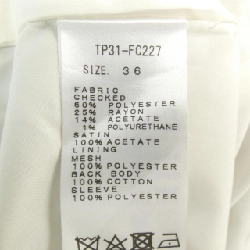 TP31-FC227
SIZE. 36
FABRIC
CHECKED
60% POLYESTER
25% RAYON
14% ACETATE
1% POLYURETHANE
SATIN
100% ACETATE
LINING
MESH
100% POLYESTER
BACK BODY
100% COTTON
SLEEVE
100% POLYESTER